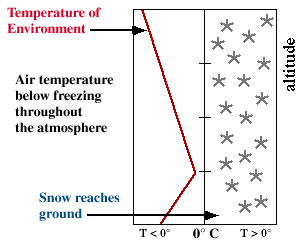 Temperature of
Environment
Air temperature
below freezing
throughout
the atmosphere
Snow reaches
ground
altitude
T < 0° 0° C T > 0°